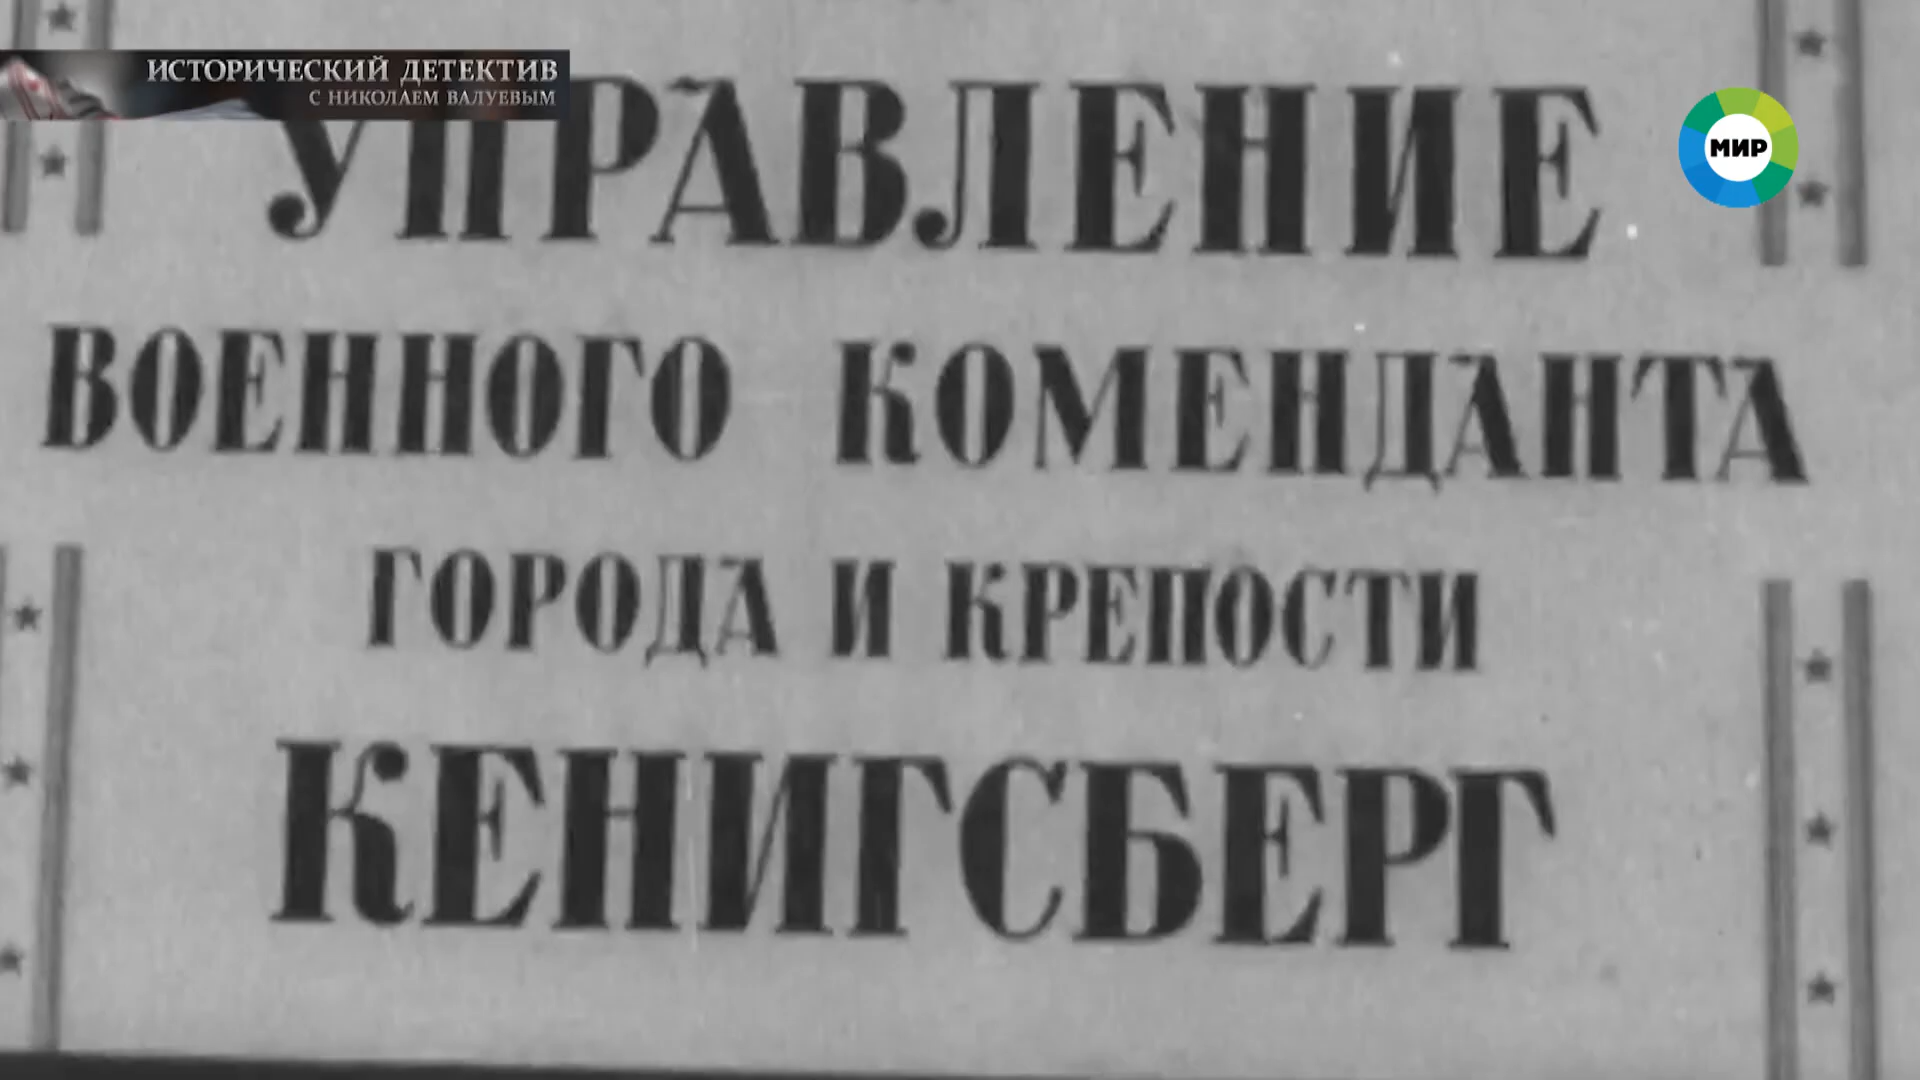 ИСТОРИЧЕСКИЙ ДЕТЕКТИВ
С НИКОЛАЕМ ВАЛУЕВЫМ
МИР
УПРАВЛЕНИЕ
ВОЕННОГО КОМЕНДАНТА
ГОРОДА И КРЕПОСТИ
КЕНИГСБЕРГ